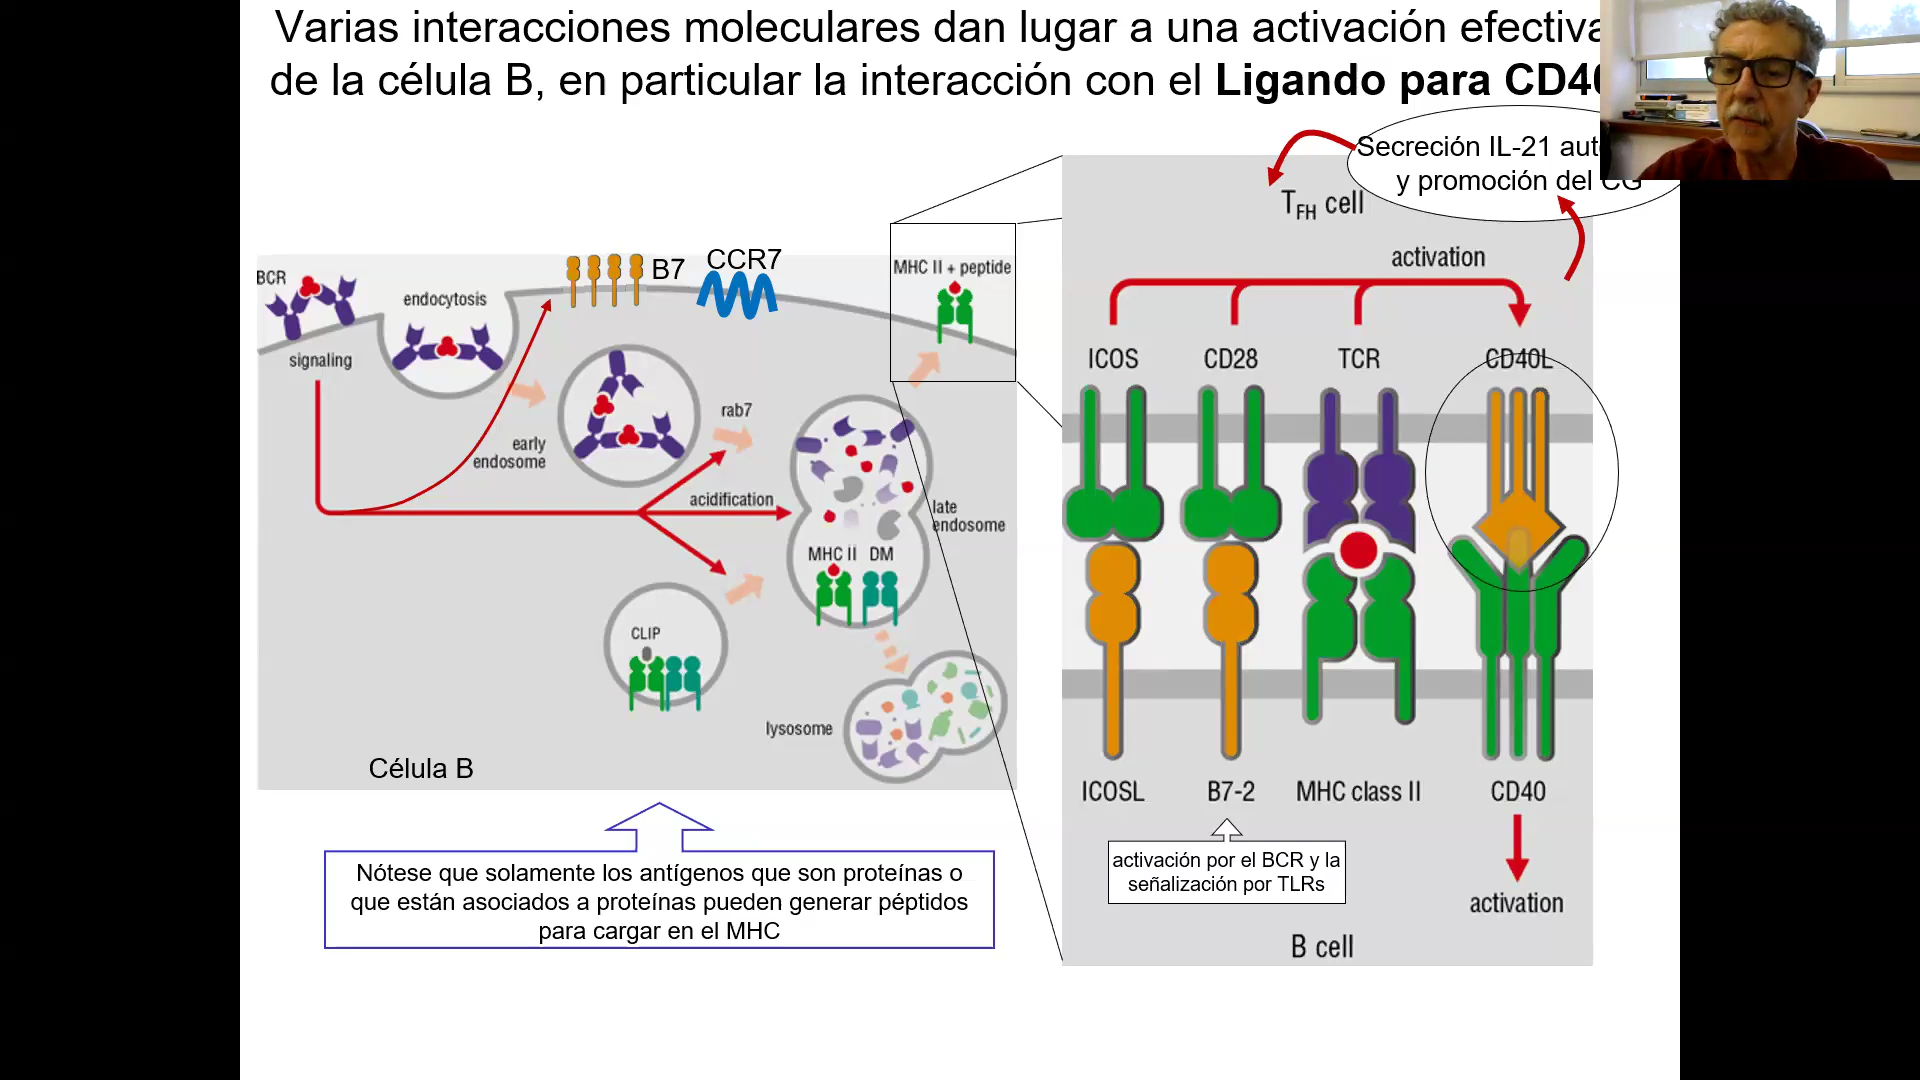 Varias interacciones moleculares dan lugar a una activación efectiva
de la célula B, en particular la interacción con el Ligando para
Secreción IL-21
y promoción del CG
TFH cell
activation
BCR
endocytosis
B7
CCR7
MHC II + peptide
signaling
ICOS
CD28
TCR
CD40L
early
endosome
rab7
acidification
late
endosome
MHC II
DM
CLIP
lysosome
Célula B
ICOSL
B7-2
MHC class II
CD40
activación por el BCR y la
señalización por TLRs
activation
B cell
Nótese que solamente los antígenos que son proteínas o
que están asociados a proteínas pueden generar péptidos
para cargar en el MHC